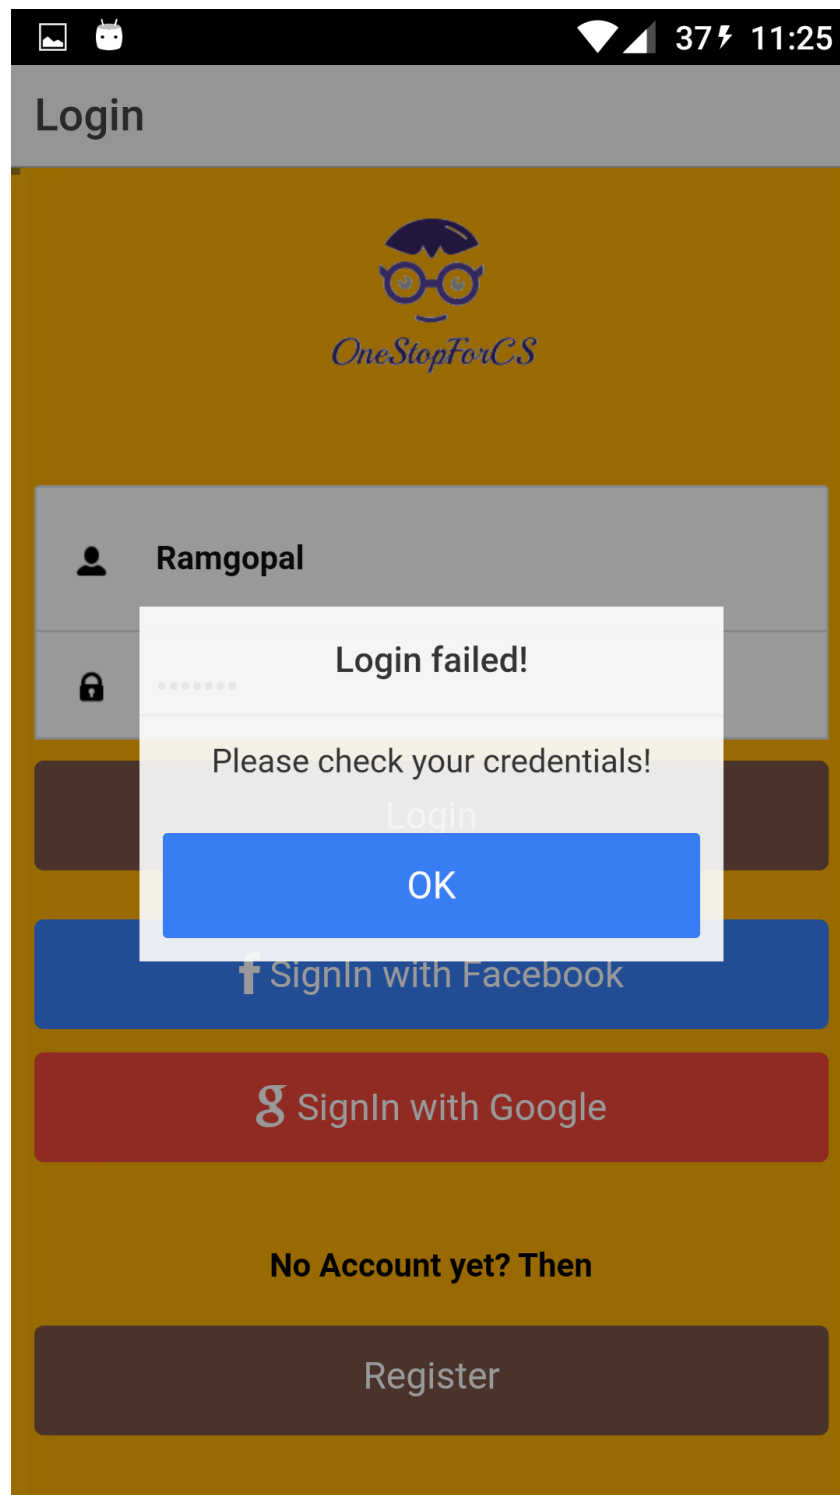 37 11:25
Login
OneStopForCS
Ramgopal
Login failed!
•••••••
Please check your credentials!
Login
OK
f SignIn with Facebook
g SignIn with Google
No Account yet? Then
Register